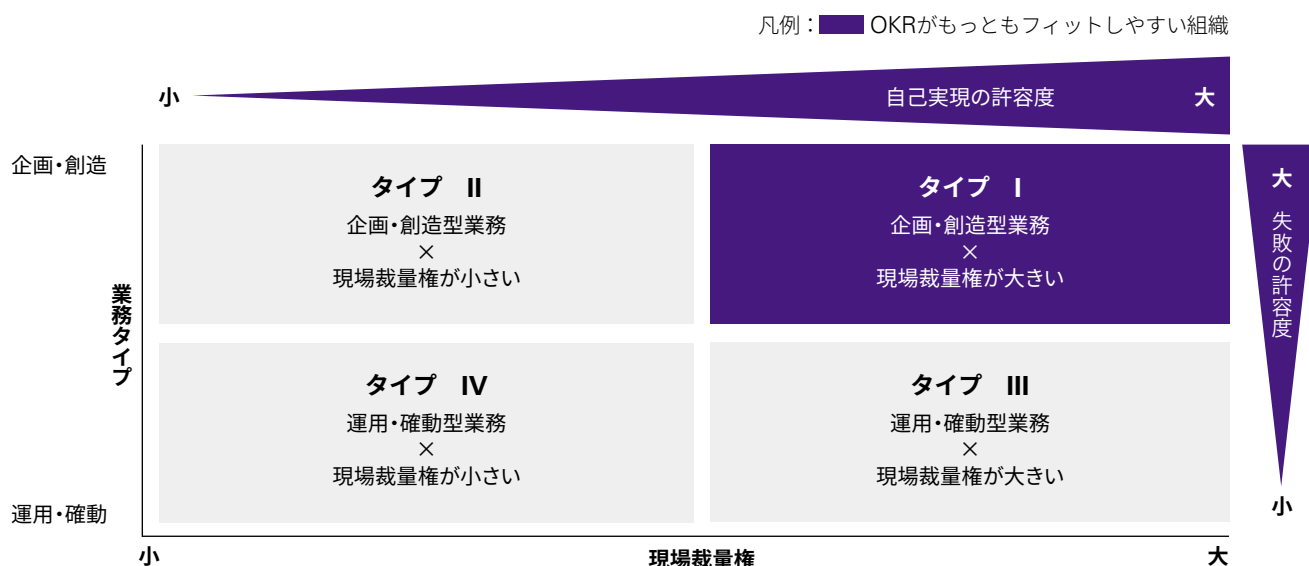 凡例： OKRがもっともフィットしやすい組織
小 自己実現の許容度 大
企画・創造
タイプ II
企画・創造型業務
×
現場裁量権が小さい
タイプ I
企画・創造型業務
×
現場裁量権が大きい
大 失敗の許容度 小
業務タイプ
タイプ IV
運用・確動型業務
×
現場裁量権が小さい
タイプ III
運用・確動型業務
×
現場裁量権が大きい
運用・確動
小 現場裁量権 大